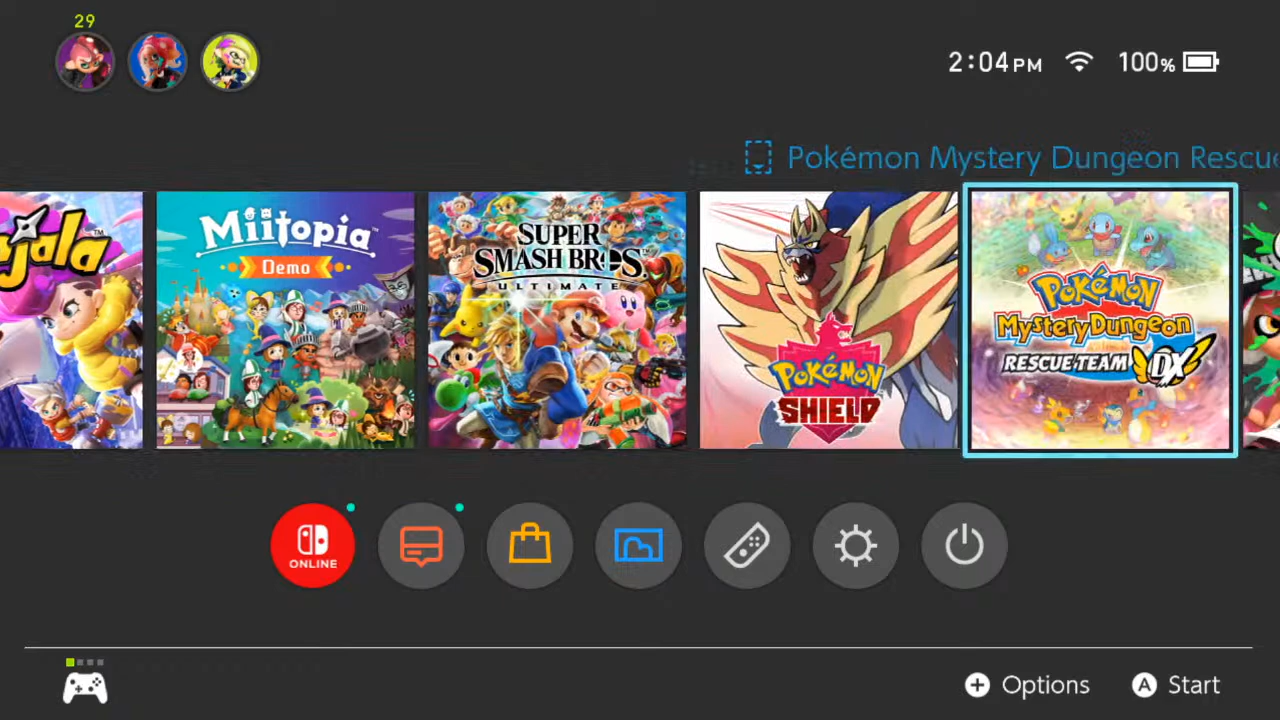 29
2:04PM
100%
Pokémon Mystery Dungeon Rescue
jala
Miitopia
Demo
SUPER
SMASH BROS.
ULTIMATE
POKÉMON
SHIELD
POKÉMON
Mystery Dungeon
RESCUE TEAM DX
ONLINE
Options
A Start